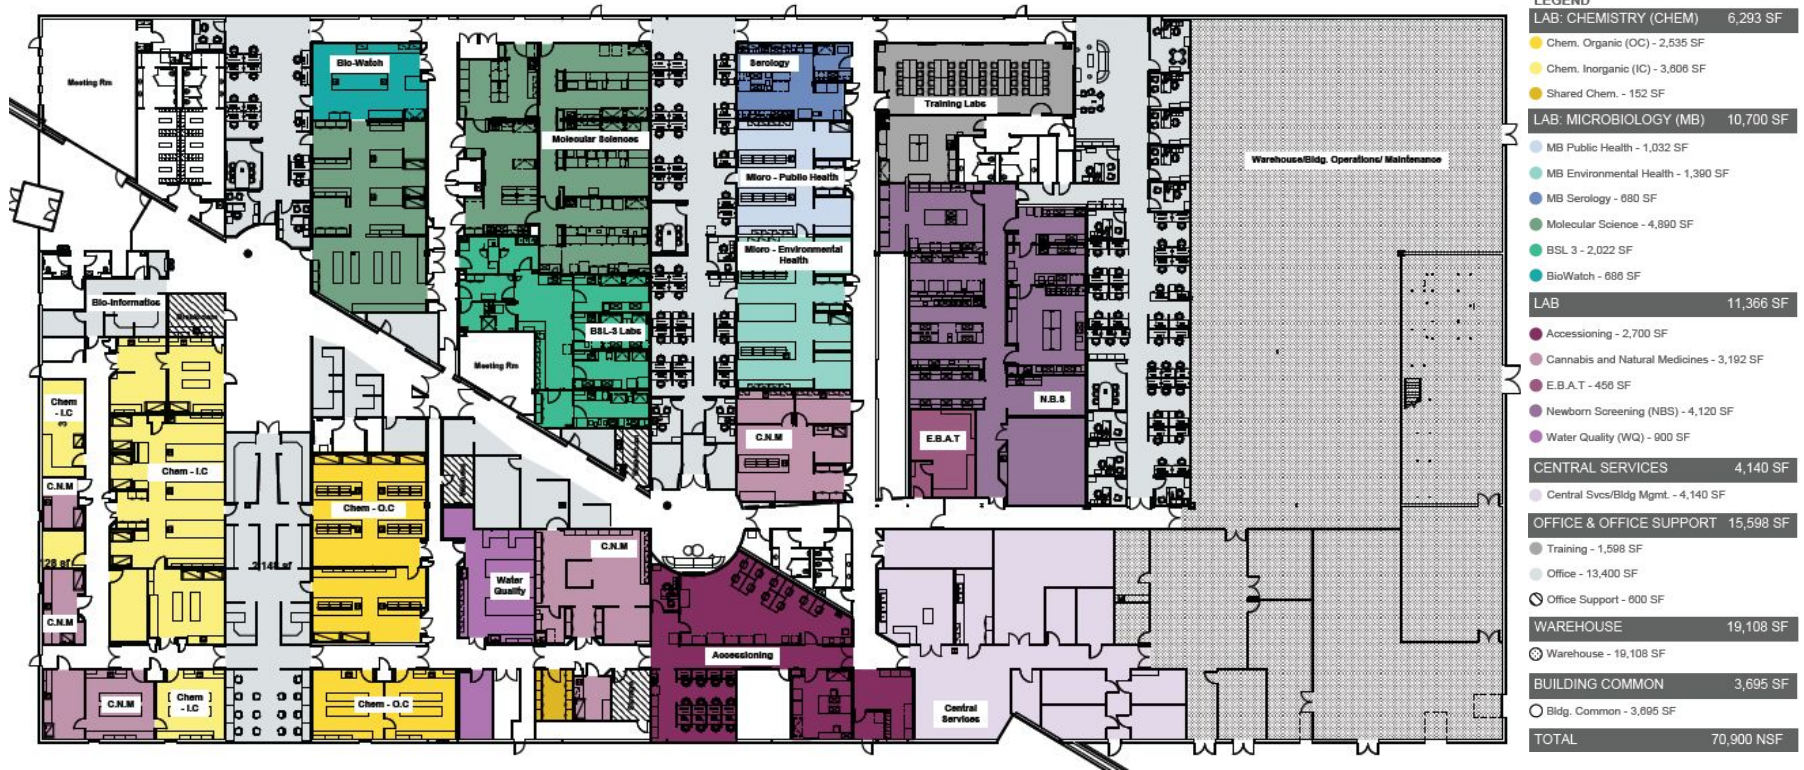 Meeting Rm
Bio-Watch
Molecular Sciences
Serology
Micro - Public Health
Micro - Environmental
Health
Training Labs
Warehouse/Bldg. Operations/ Maintenance
Bio-Informatics
BSL-3 Labs
Meeting Rm
N.B.S
E.B.A.T
C.N.M
Chem
- I.C
Chem - I.C
C.N.M
Chem - O.C
C.N.M
Water
Quality
128 sf
C.N.M
Accessioning
C.N.M
Chem
- I.C
Chem - O.C
Central
Services
LEGEND
LAB: CHEMISTRY (CHEM) 6,293 SF
Chem. Organic (OC) - 2,535 SF
Chem. Inorganic (IC) - 3,606 SF
Shared Chem. - 152 SF
LAB: MICROBIOLOGY (MB) 10,700 SF
MB Public Health - 1,032 SF
MB Environmental Health - 1,390 SF
MB Serology - 680 SF
Molecular Science - 4,890 SF
BSL 3 - 2,022 SF
BioWatch - 686 SF
LAB 11,366 SF
Accessioning - 2,700 SF
Cannabis and Natural Medicines - 3,192 SF
E.B.A.T - 456 SF
Newborn Screening (NBS) - 4,120 SF
Water Quality (WQ) - 900 SF
CENTRAL SERVICES 4,140 SF
Central Svcs/Bldg Mgmt. - 4,140 SF
OFFICE & OFFICE SUPPORT 15,598 SF
Training - 1,598 SF
Office - 13,400 SF
Office Support - 600 SF
WAREHOUSE 19,108 SF
Warehouse - 19,108 SF
BUILDING COMMON 3,695 SF
Bldg. Common - 3,695 SF
TOTAL 70,900 NSF